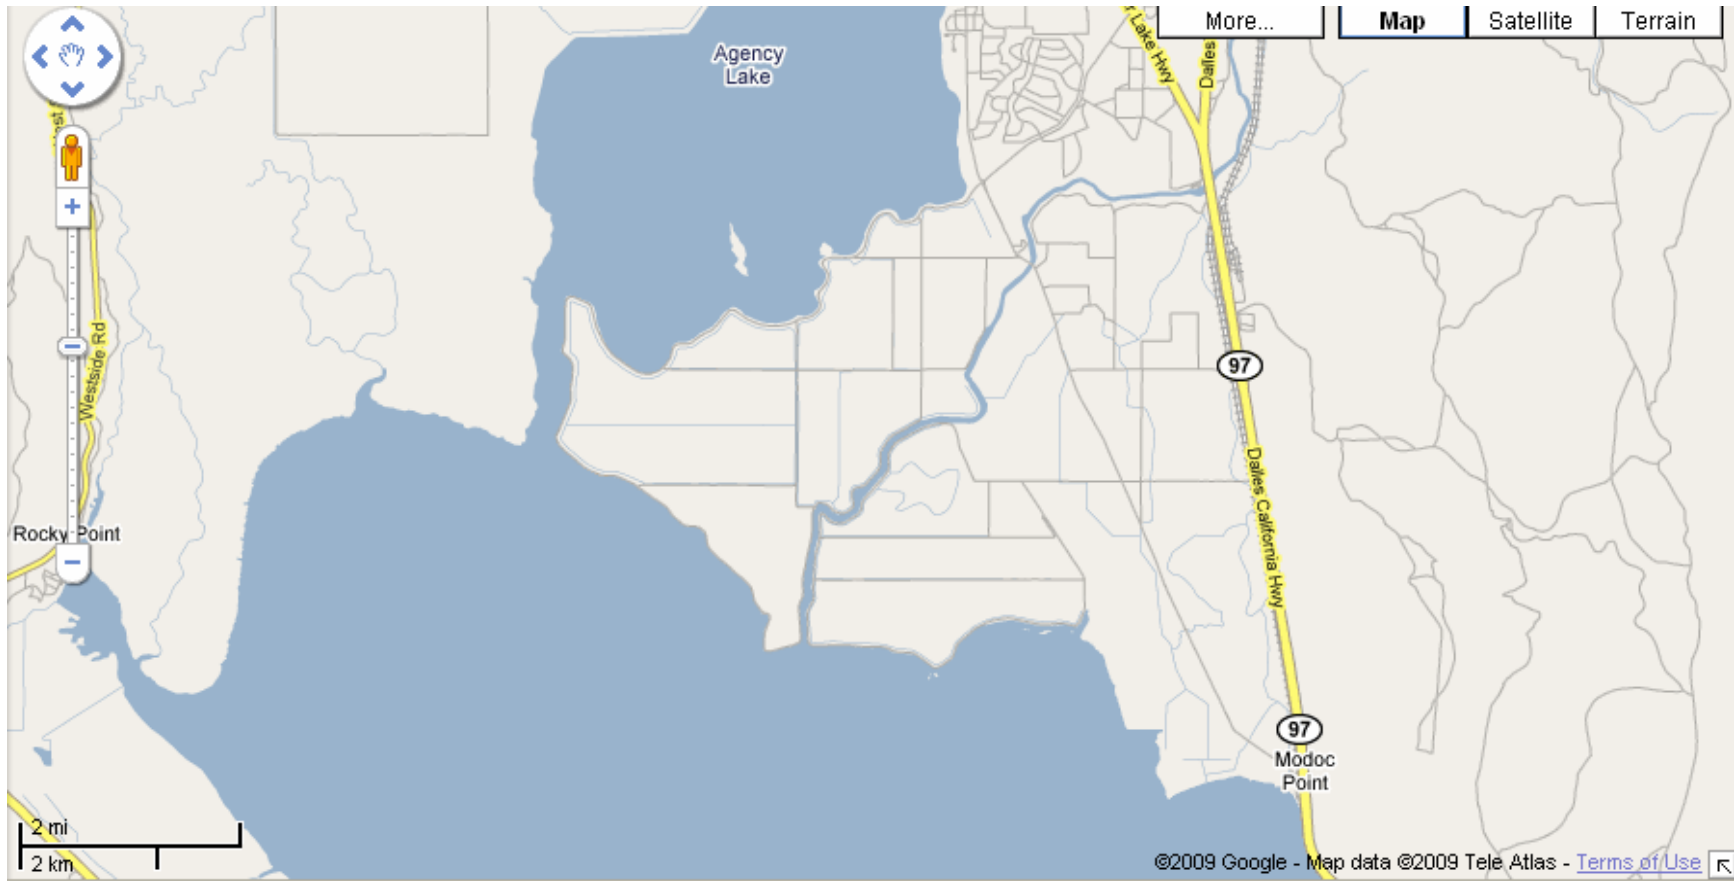 More...
Map
Satellite
Terrain
Agency
Lake
r Lake Hwy
Dalles
Westside Rd
97
Dalles California Hwy
Rocky Point
97
Modoc
Point
2 mi
2 km
©2009 Google - Map data ©2009 Tele Atlas - Terms of Use